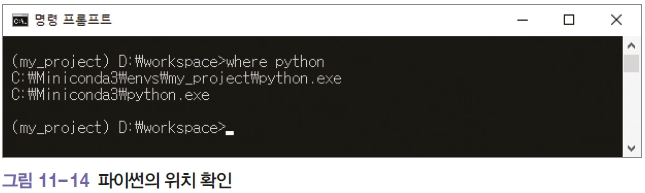 명령 프롬프트
(my_project) D:₩workspace>where python
C:₩Miniconda3₩envs₩my_project₩python.exe
C:₩Miniconda3₩python.exe
(my_project) D:₩workspace>
그림 11-14 파이썬의 위치 확인